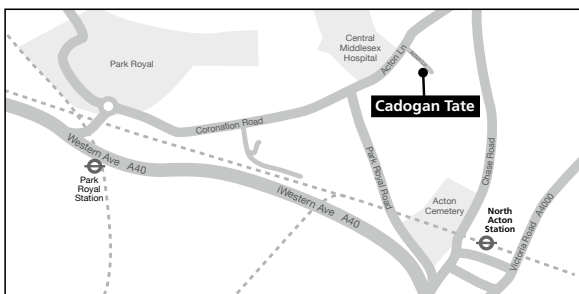 Park Royal
Central
Middlesex
Hospital
Acton Ln
Cadogan Tate
Coronation Road
Western Ave A40
Park
Royal
Station
Park Royal Road
Chase Road
iWestern Ave A40
Acton
Cemetery
North
Acton
Station
Victoria Road A4000